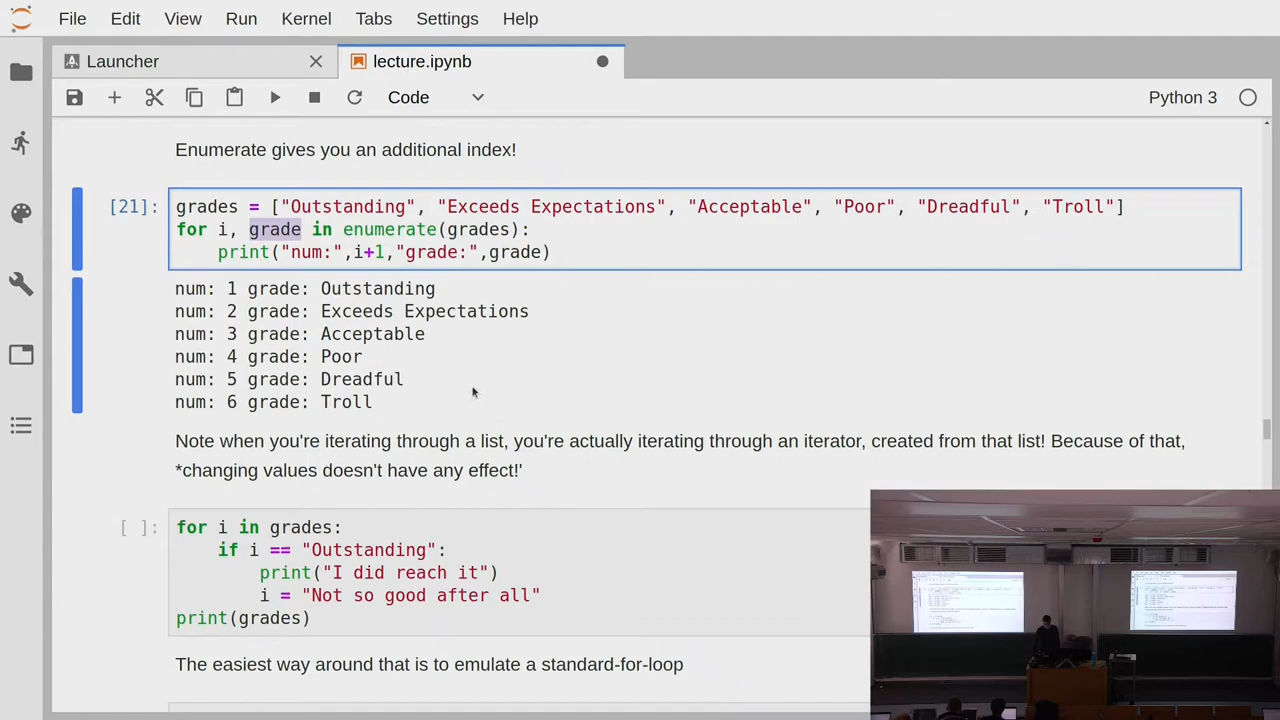 File Edit View Run Kernel Tabs Settings Help
Launcher
lecture.ipynb
Code
Python 3
Enumerate gives you an additional index!
[21]:
grades = ["Outstanding", "Exceeds Expectations", "Acceptable", "Poor", "Dreadful", "Troll"]
for i, grade in enumerate(grades):
    print("num:",i+1,"grade:",grade)
num: 1 grade: Outstanding
num: 2 grade: Exceeds Expectations
num: 3 grade: Acceptable
num: 4 grade: Poor
num: 5 grade: Dreadful
num: 6 grade: Troll
Note when you're iterating through a list, you're actually iterating through an iterator, created from that list! Because of that,
*changing values doesn't have any effect!'
[ ]:
for i in grades:
    if i == "Outstanding":
        print("I did reach it")
        i = "Not so good after all"
print(grades)
The easiest way around that is to emulate a standard-for-loop